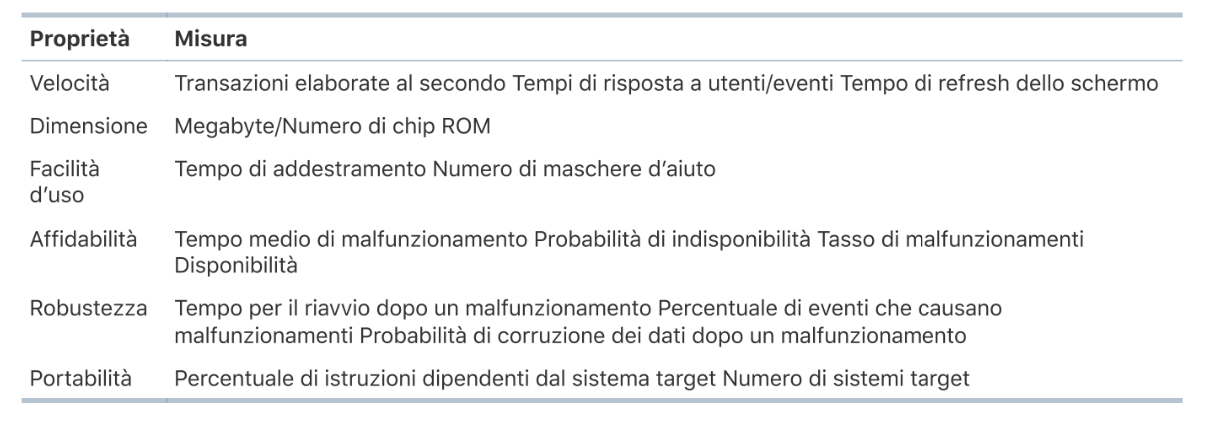 Proprietà Misura
Velocità Transazioni elaborate al secondo Tempi di risposta a utenti/eventi Tempo di refresh dello schermo
Dimensione Megabyte/Numero di chip ROM
Facilità d’uso Tempo di addestramento Numero di maschere d’aiuto
Affidabilità Tempo medio di malfunzionamento Probabilità di indisponibilità Tasso di malfunzionamenti
Disponibilità
Robustezza Tempo per il riavvio dopo un malfunzionamento Percentuale di eventi che causano
malfunzionamenti Probabilità di corruzione dei dati dopo un malfunzionamento
Portabilità Percentuale di istruzioni dipendenti dal sistema target Numero di sistemi target